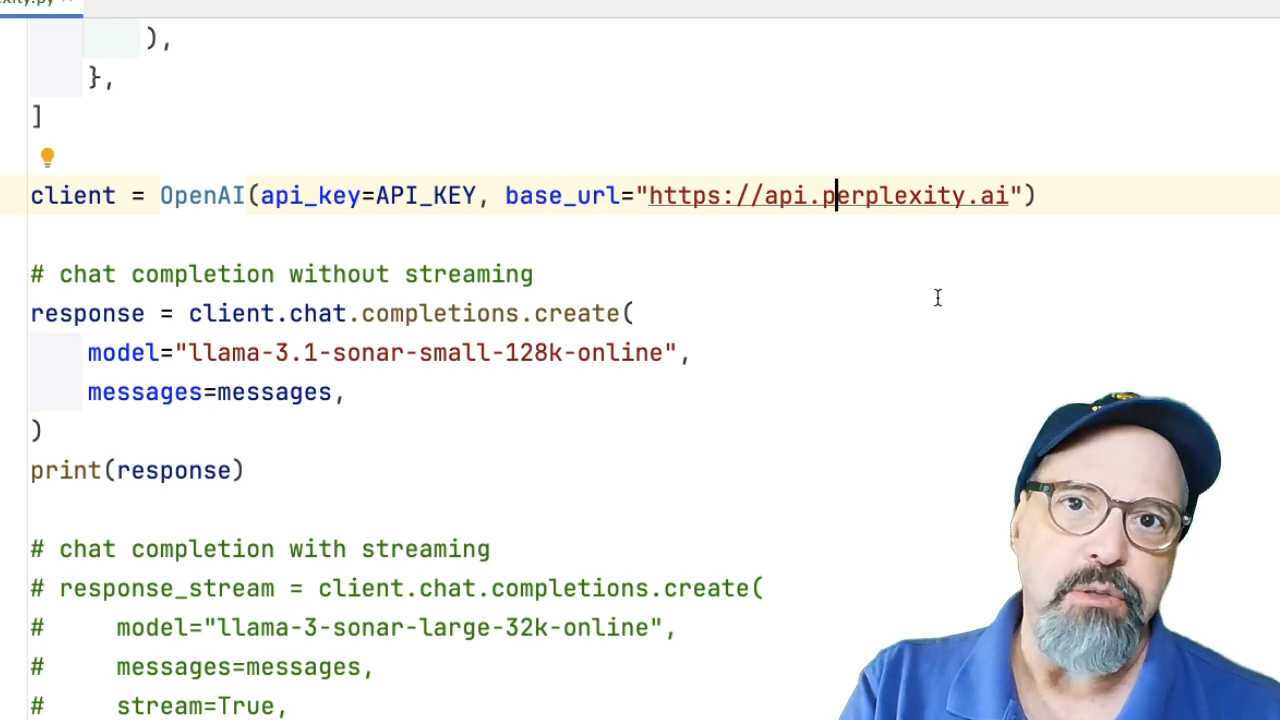 ),
},
]
client = OpenAI(api_key=API_KEY, base_url="https://api.perplexity.ai")
# chat completion without streaming
response = client.chat.completions.create(
model="llama-3.1-sonar-small-128k-online",
messages=messages,
)
print(response)
# chat completion with streaming
# response_stream = client.chat.completions.create(
# model="llama-3-sonar-large-32k-online",
# messages=messages,
# stream=True,